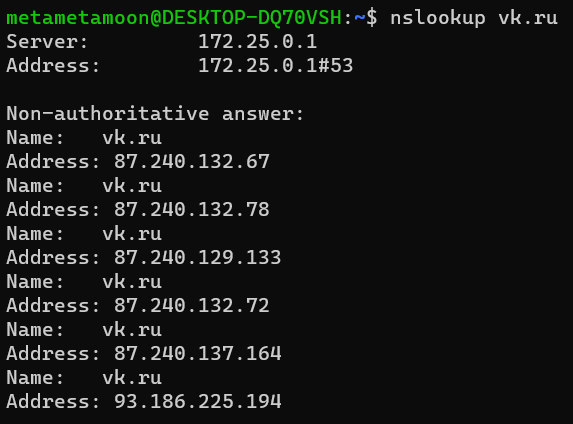 metametamoon@DESKTOP-DQ70VSH:~$ nslookup vk.ru
Server:         172.25.0.1
Address:        172.25.0.1#53

Non-authoritative answer:
Name:   vk.ru
Address: 87.240.132.67
Name:   vk.ru
Address: 87.240.132.78
Name:   vk.ru
Address: 87.240.129.133
Name:   vk.ru
Address: 87.240.132.72
Name:   vk.ru
Address: 87.240.137.164
Name:   vk.ru
Address: 93.186.225.194